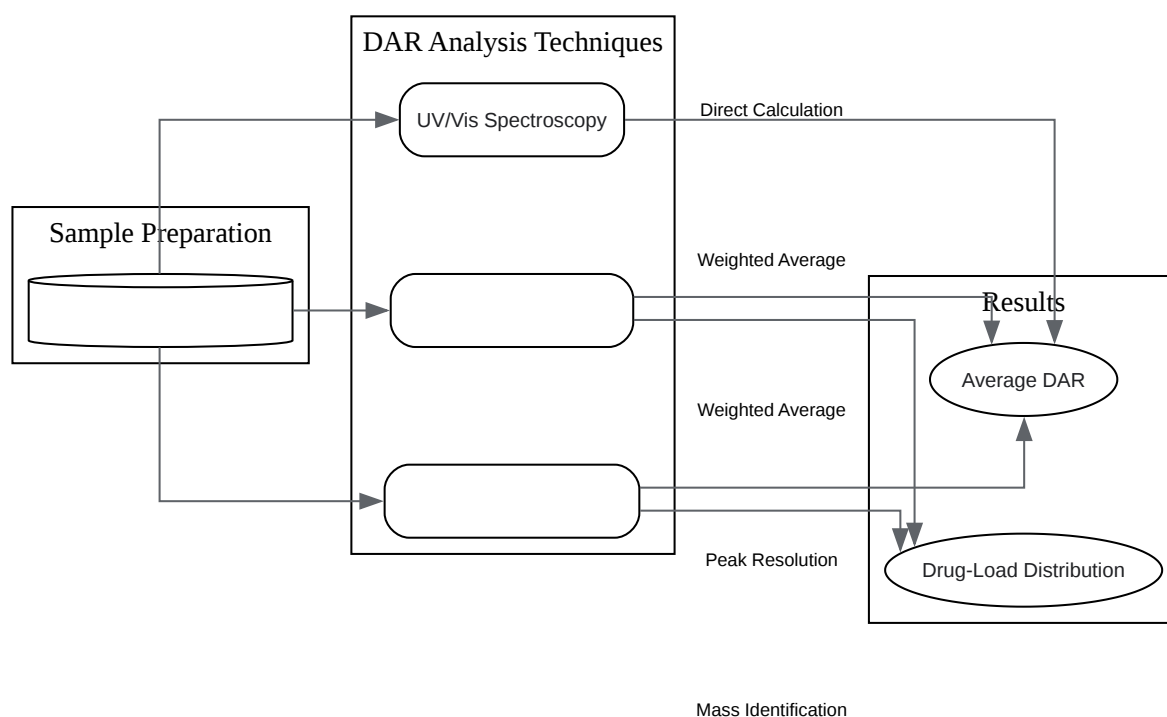 DAR Analysis Techniques
UV/Vis Spectroscopy
Direct Calculation
Sample Preparation
Weighted Average
Results
Average DAR
Weighted Average
Peak Resolution
Drug-Load Distribution
Mass Identification